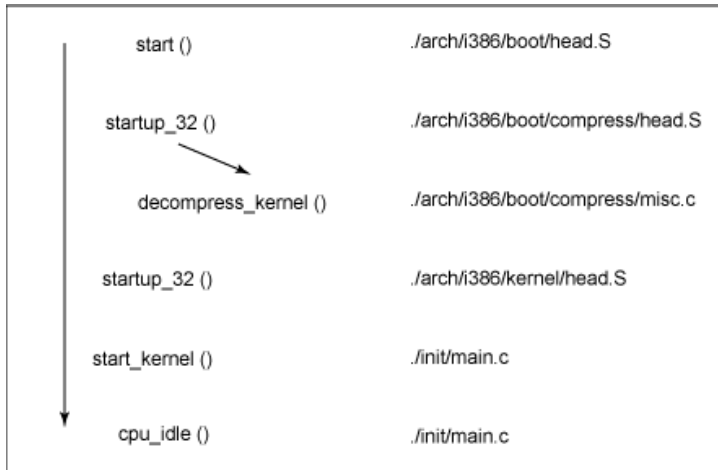 start () ./arch/i386/boot/head.S
startup_32 () ./arch/i386/boot/compress/head.S
decompress_kernel () ./arch/i386/boot/compress/misc.c
startup_32 () ./arch/i386/kernel/head.S
start_kernel () ./init/main.c
cpu_idle () ./init/main.c